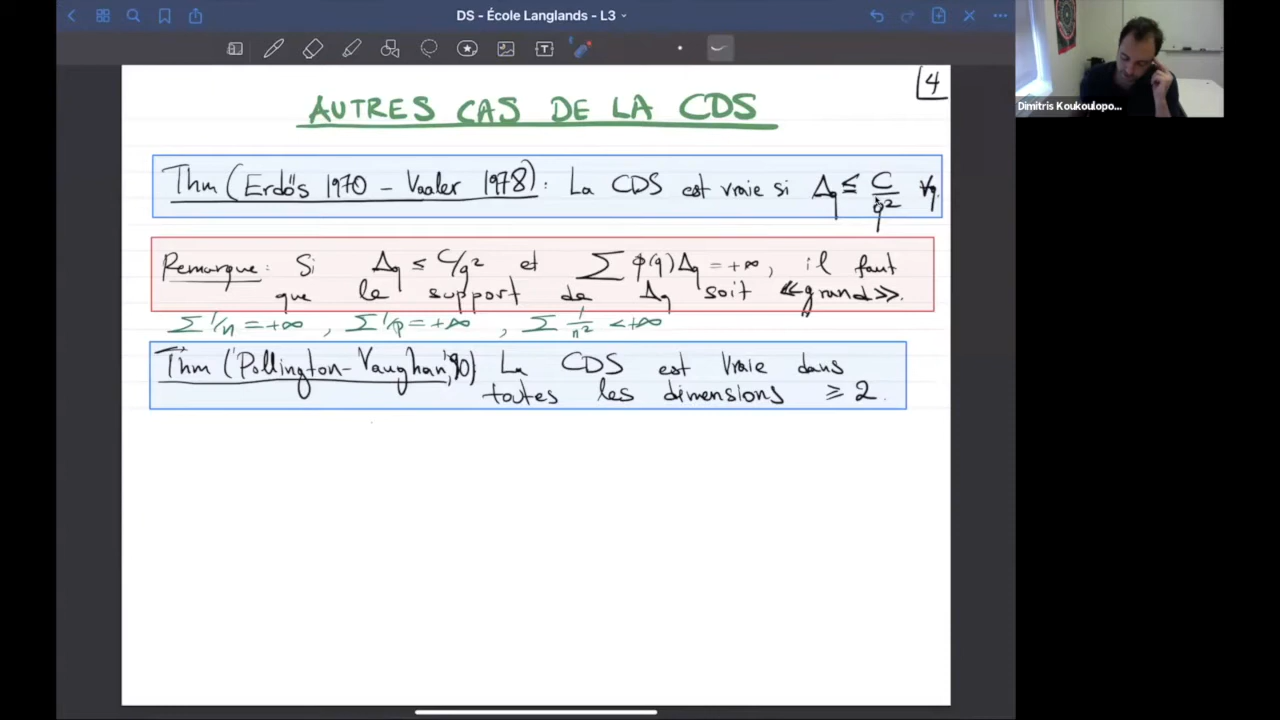 DS - École Langlands - L3
Dimitris Koukoulopo...
4
AUTRES CAS DE LA CDS
Thm (Erdős 1970 - Vaaler 1978): La CDS est vraie si Δq ≤ C/q² ∀q.
Remarque: Si Δq ≤ C/q² et Σ φ(q)Δq = +∞, il faut
que le support de Δq soit «grand».
Σ 1/n = +∞, Σ 1/p = +∞, Σ 1/n² < +∞
Thm (Pollington-Vaughan, '90) La CDS est vraie dans
toutes les dimensions ≥ 2.